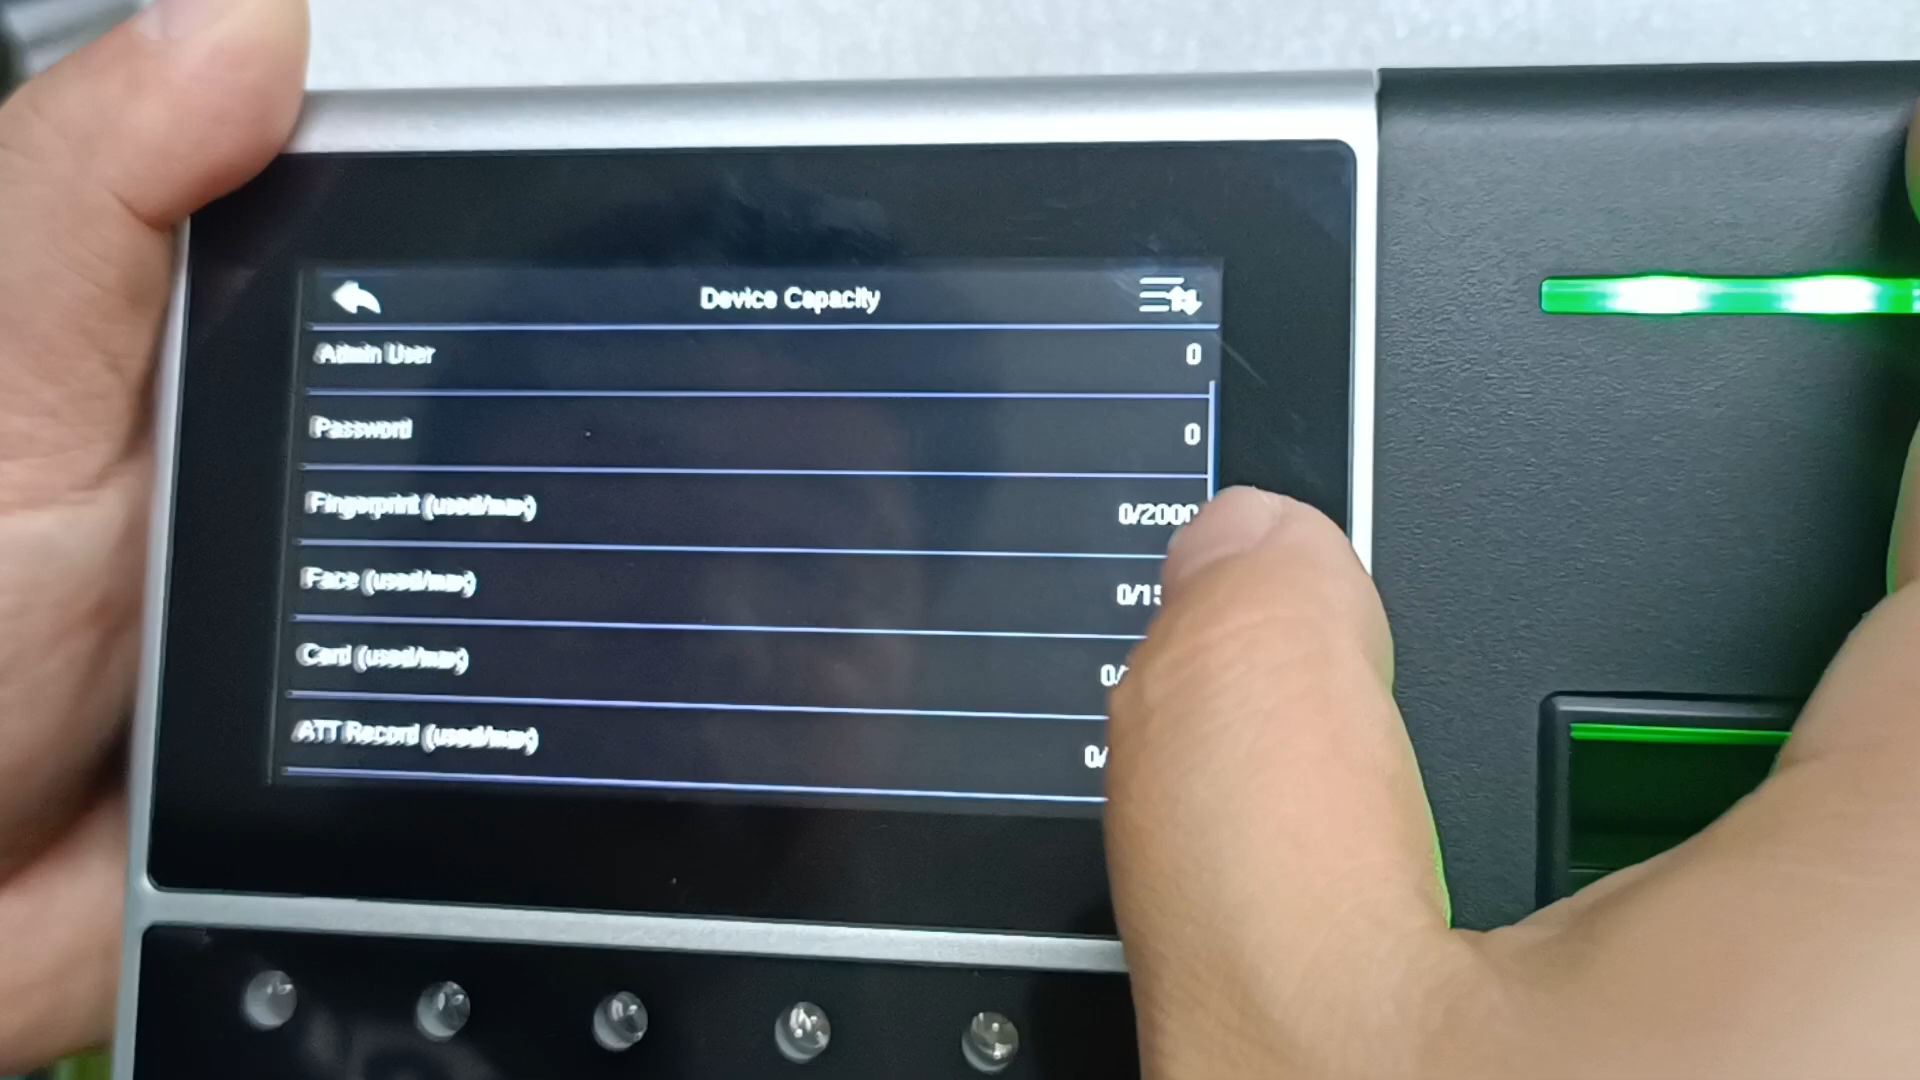 Device Capacity
Admin User 0
Password 0
Fingerprint (used/max) 0/2000
Face (used/max)
Card (used/max)
ATT Record (used/max)